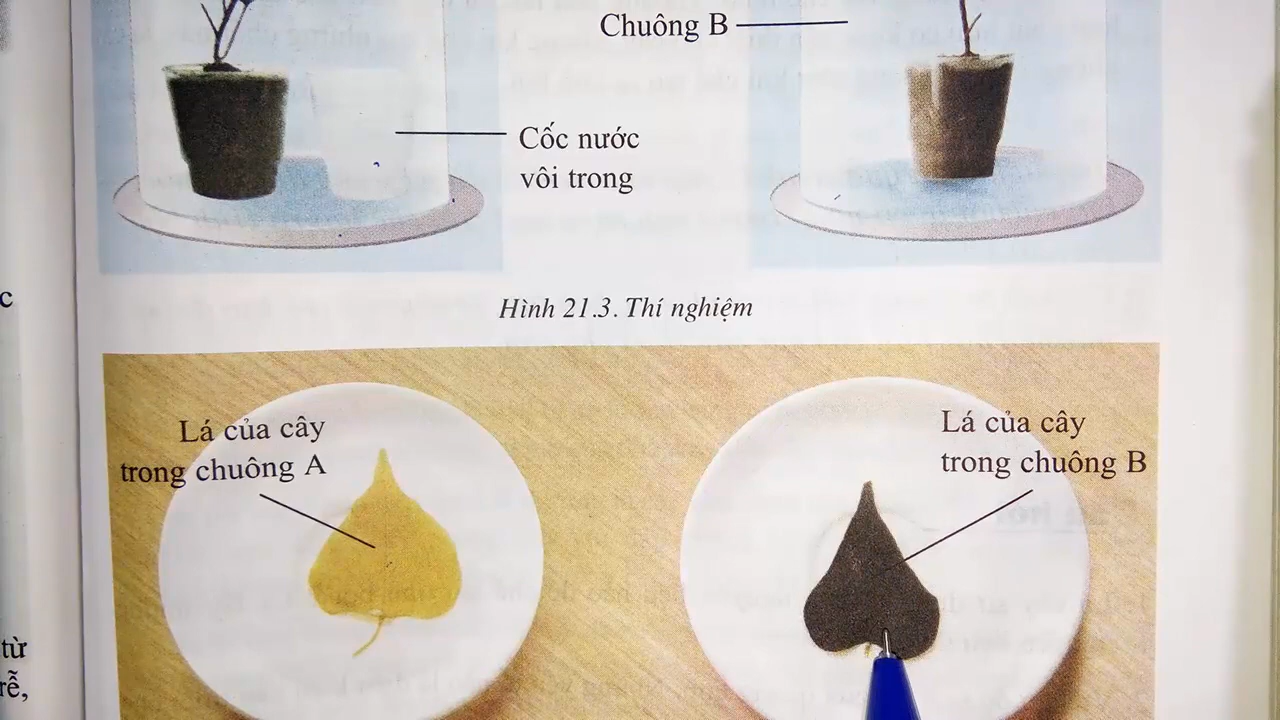 Chuông B
Cốc nước
vôi trong
Hình 21.3. Thí nghiệm
Lá của cây
trong chuông A
Lá của cây
trong chuông B
c
từ
rễ,